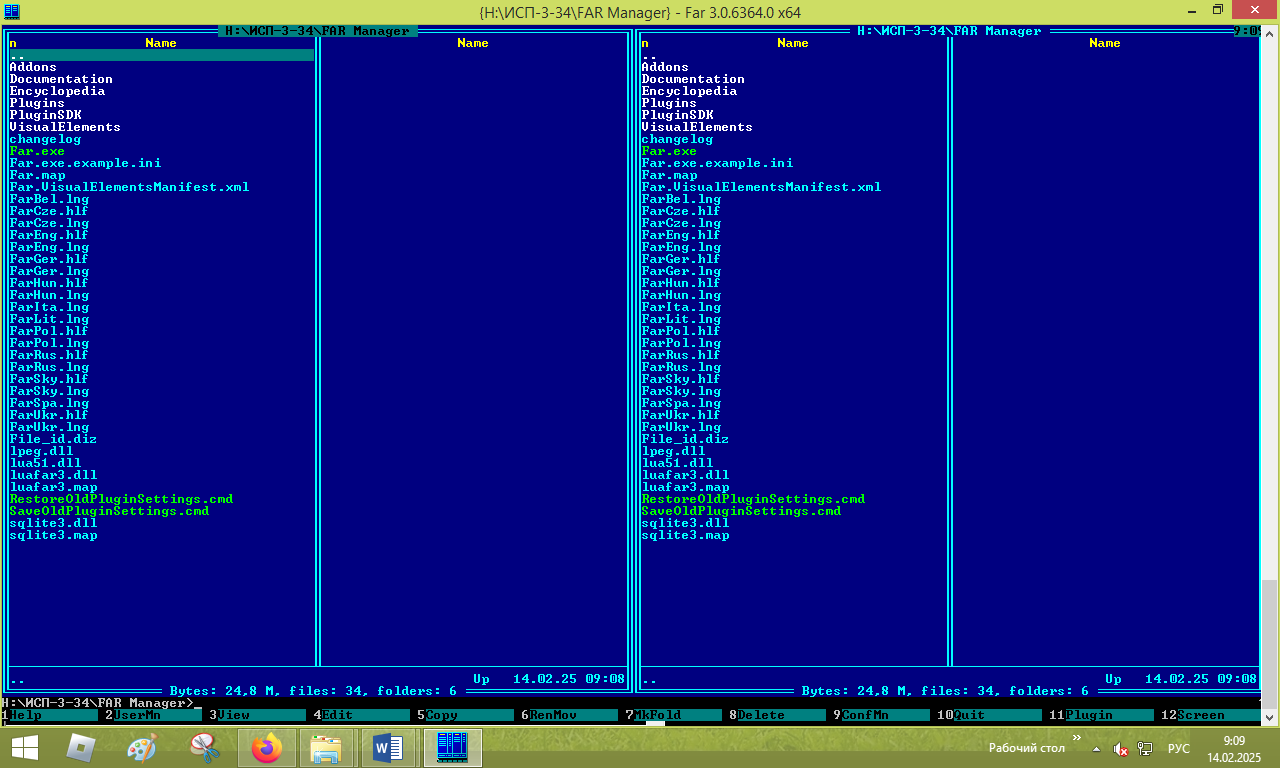 {H:\ИСП-3-34\FAR Manager} - Far 3.0.6364.0 x64
H:\ИСП-3-34\FAR Manager
n Name Name
..
Addons
Documentation
Encyclopedia
Plugins
PluginSDK
VisualElements
changelog
Far.exe
Far.exe.example.ini
Far.map
Far.VisualElementsManifest.xml
FarBel.lng
FarCze.hlf
FarCze.lng
FarEng.hlf
FarEng.lng
FarGer.hlf
FarGer.lng
FarHun.hlf
FarHun.lng
FarIta.lng
FarLit.lng
FarPol.hlf
FarPol.lng
FarRus.hlf
FarRus.lng
FarSky.hlf
FarSky.lng
FarSpa.lng
FarUkr.hlf
FarUkr.lng
File_id.diz
lpeg.dll
lua51.dll
luafar3.dll
luafar3.map
RestoreOldPluginSettings.cmd
SaveOldPluginSettings.cmd
sqlite3.dll
sqlite3.map
.. Up 14.02.25 09:08
Bytes: 24,8 M, files: 34, folders: 6
H:\ИСП-3-34\FAR Manager 9:09
n Name Name
..
Addons
Documentation
Encyclopedia
Plugins
PluginSDK
VisualElements
changelog
Far.exe
Far.exe.example.ini
Far.map
Far.VisualElementsManifest.xml
FarBel.lng
FarCze.hlf
FarCze.lng
FarEng.hlf
FarEng.lng
FarGer.hlf
FarGer.lng
FarHun.hlf
FarHun.lng
FarIta.lng
FarLit.lng
FarPol.hlf
FarPol.lng
FarRus.hlf
FarRus.lng
FarSky.hlf
FarSky.lng
FarSpa.lng
FarUkr.hlf
FarUkr.lng
File_id.diz
lpeg.dll
lua51.dll
luafar3.dll
luafar3.map
RestoreOldPluginSettings.cmd
SaveOldPluginSettings.cmd
sqlite3.dll
sqlite3.map
.. Up 14.02.25 09:08
Bytes: 24,8 M, files: 34, folders: 6
H:\ИСП-3-34\FAR Manager>_
1Help 2UserMn 3View 4Edit 5Copy 6RenMov 7MkFold 8Delete 9ConfMn 10Quit 11Plugin 12Screen
Рабочий стол » РУС
9:09
14.02.2025